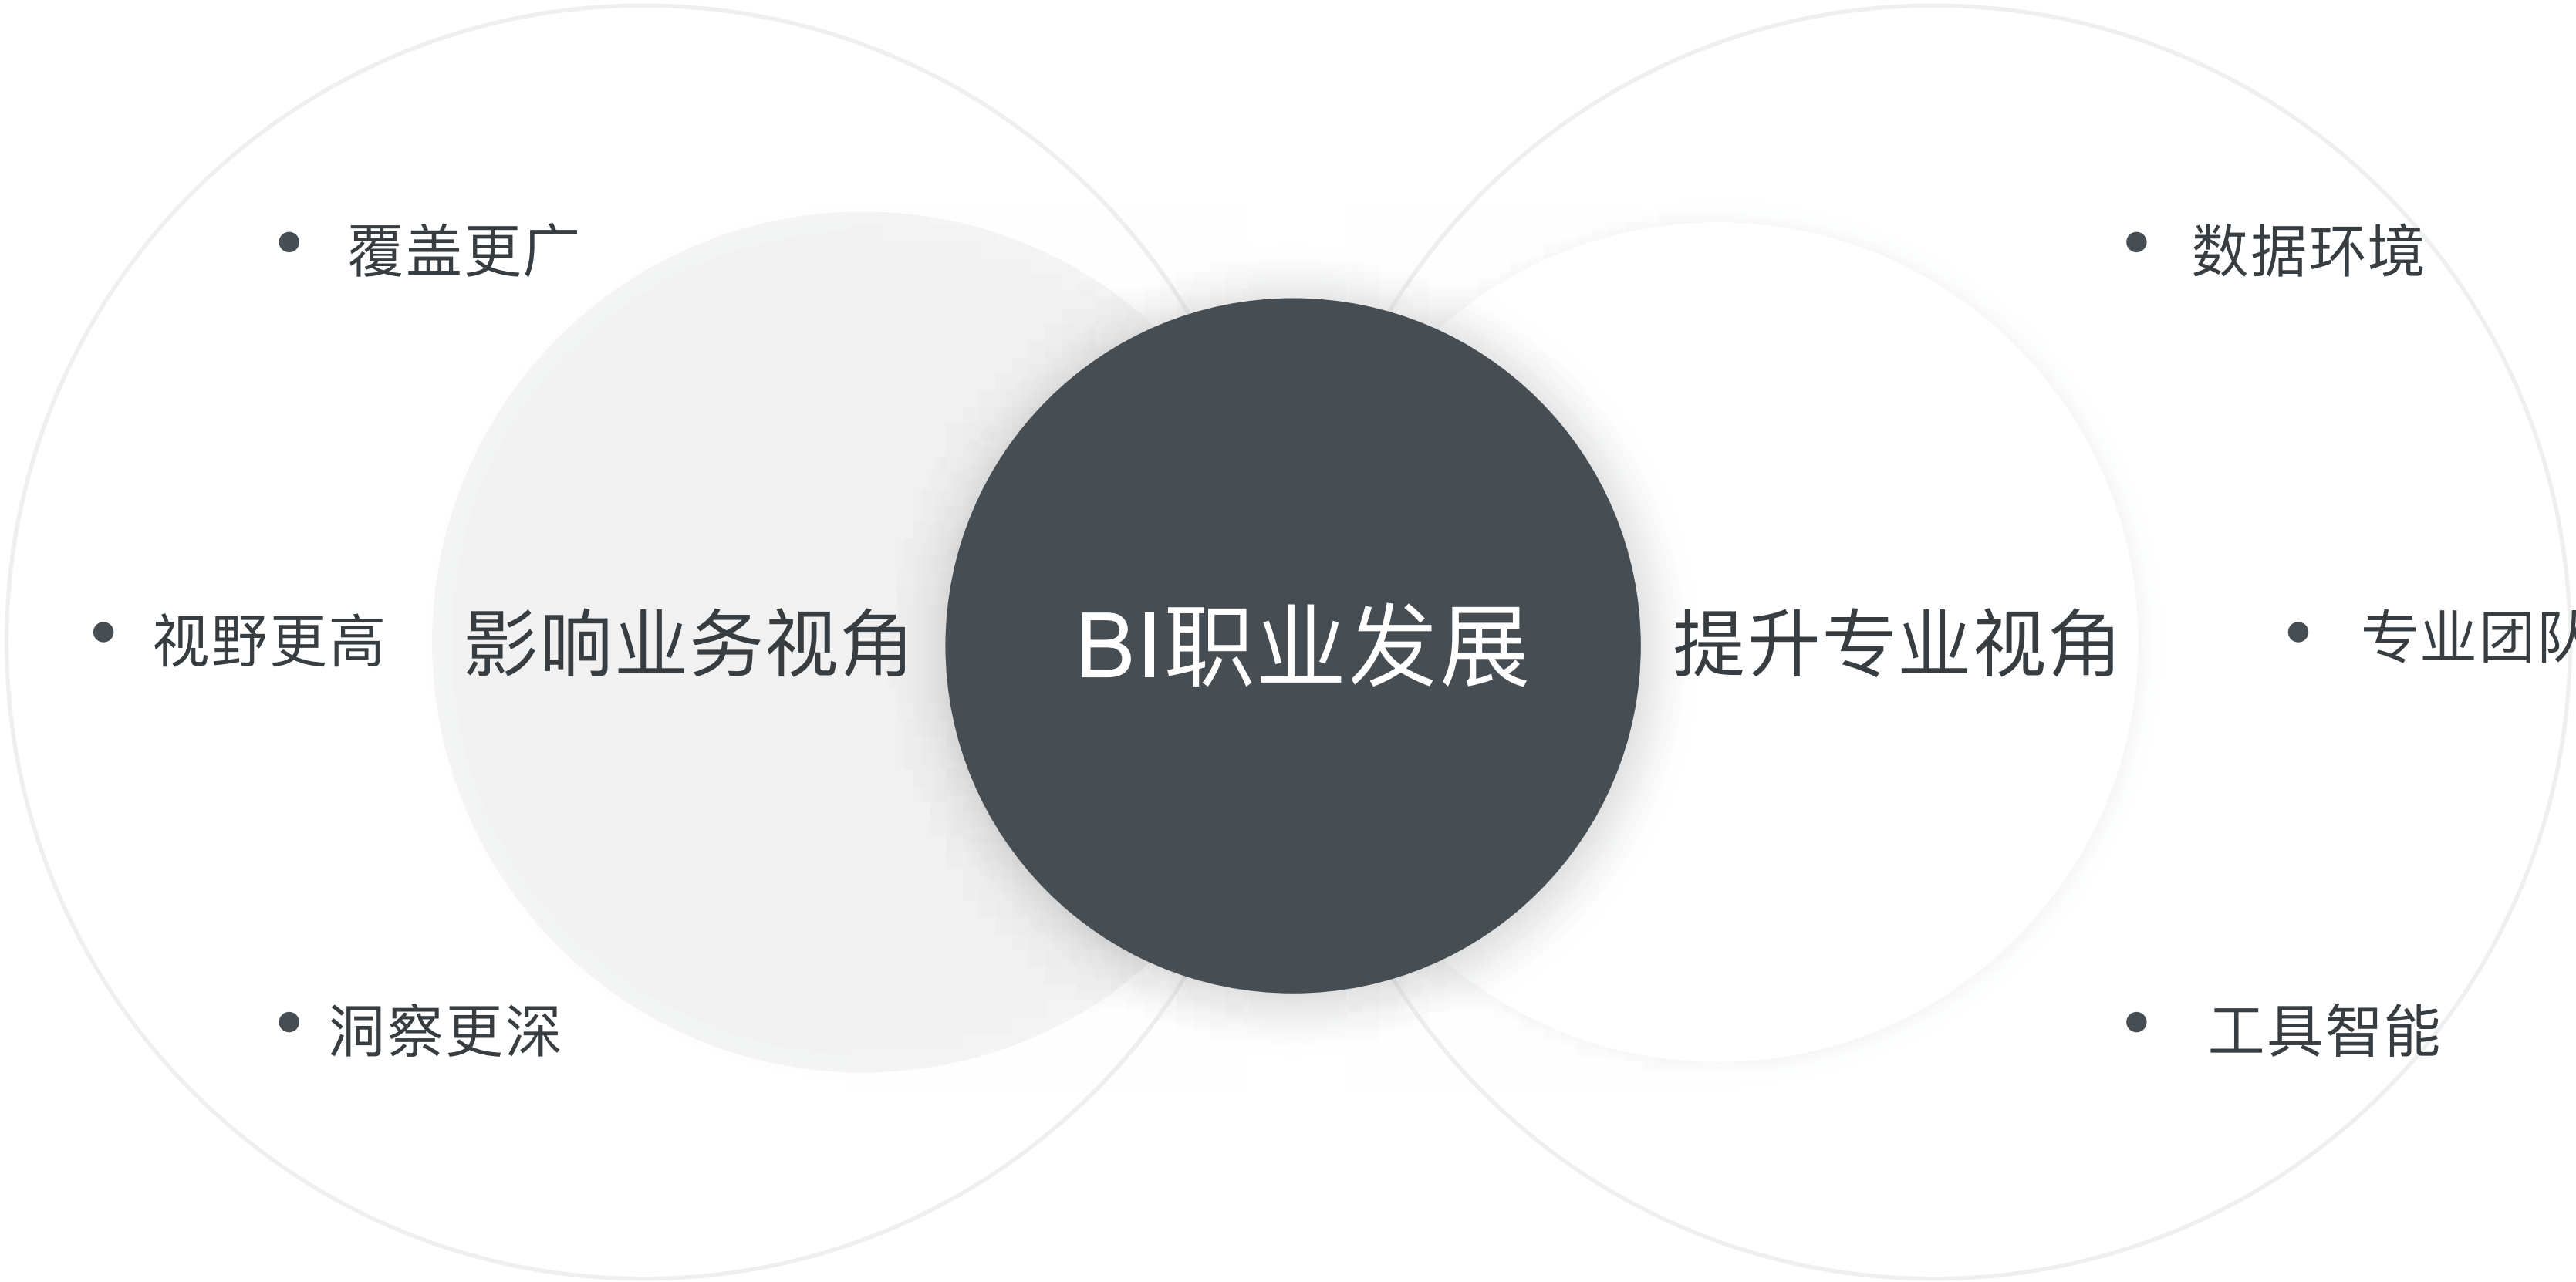 覆盖更广
视野更高
洞察更深
影响业务视角
BI职业发展
提升专业视角
数据环境
专业团队
工具智能